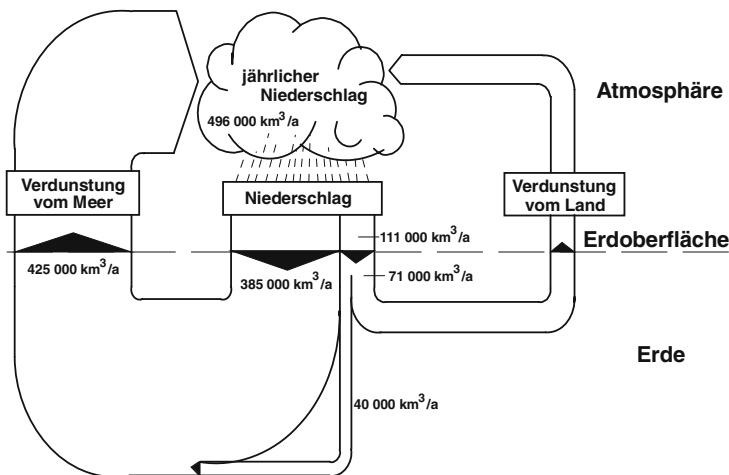 jährlicher
Niederschlag
496 000 km³/a
Atmosphäre
Verdunstung
vom Meer
Niederschlag
Verdunstung
vom Land
111 000 km³/a
Erdoberfläche
425 000 km³/a
385 000 km³/a
71 000 km³/a
Erde
40 000 km³/a